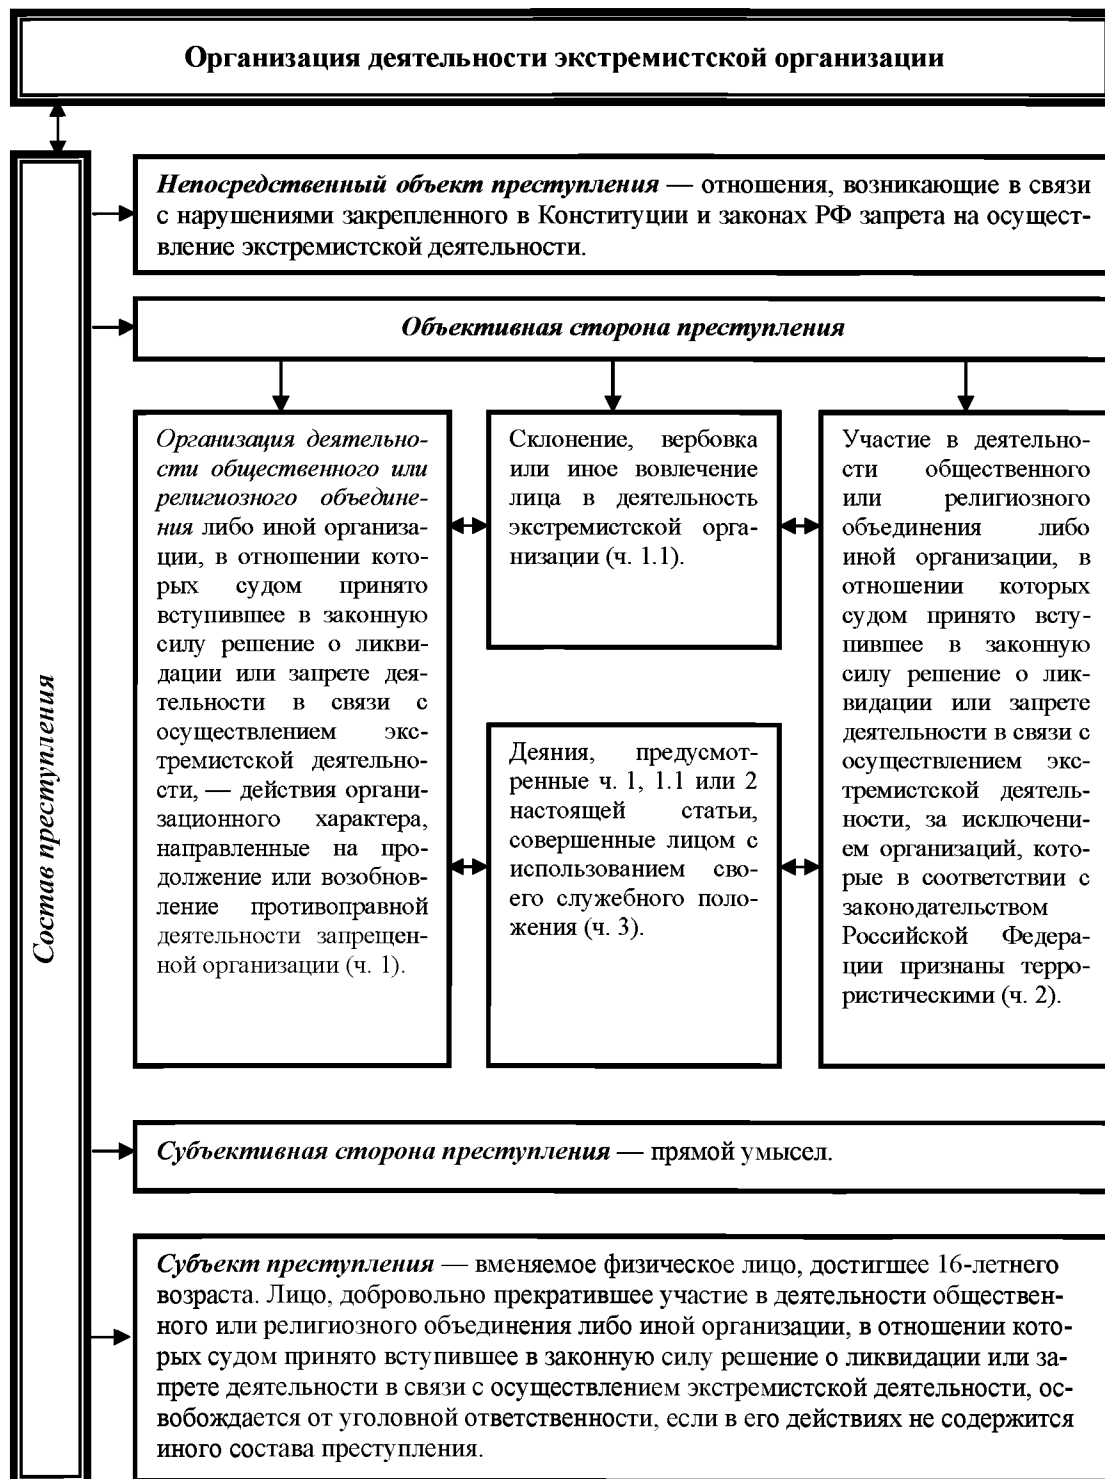 Организация деятельности экстремистской организации
Состав преступления
Непосредственный объект преступления — отношения, возникающие в связи
с нарушениями закрепленного в Конституции и законах РФ запрета на осущест-
вление экстремистской деятельности.
Объективная сторона преступления
Организация деятельно-
сти общественного или
религиозного объедине-
ния либо иной организа-
ции, в отношении кото-
рых судом принято
вступившее в законную
силу решение о ликви-
дации или запрете дея-
тельности в связи с
осуществлением экс-
тремистской деятельно-
сти, — действия органи-
зационного характера,
направленные на про-
должение или возобнов-
ление противоправной
деятельности запрещен-
ной организации (ч. 1).
Склонение, вербовка
или иное вовлечение
лица в деятельность
экстремистской орга-
низации (ч. 1.1).
Деяния, предусмот-
ренные ч. 1, 1.1 или 2
настоящей статьи,
совершенные лицом с
использованием сво-
его служебного поло-
жения (ч. 3).
Участие в деятельно-
сти общественного
или религиозного
объединения либо
иной организации, в
отношении которых
судом принято всту-
пившее в законную
силу решение о лик-
видации или запрете
деятельности в связи с
осуществлением экс-
тремистской деятель-
ности, за исключени-
ем организаций, кото-
рые в соответствии с
законодательством
Российской Федера-
ции признаны терро-
ристическими (ч. 2).
Субъективная сторона преступления — прямой умысел.
Субъект преступления — вменяемое физическое лицо, достигшее 16-летнего
возраста. Лицо, добровольно прекратившее участие в деятельности обществен-
ного или религиозного объединения либо иной организации, в отношении кото-
рых судом принято вступившее в законную силу решение о ликвидации или за-
прете деятельности в связи с осуществлением экстремистской деятельности, ос-
вобождается от уголовной ответственности, если в его действиях не содержится
иного состава преступления.